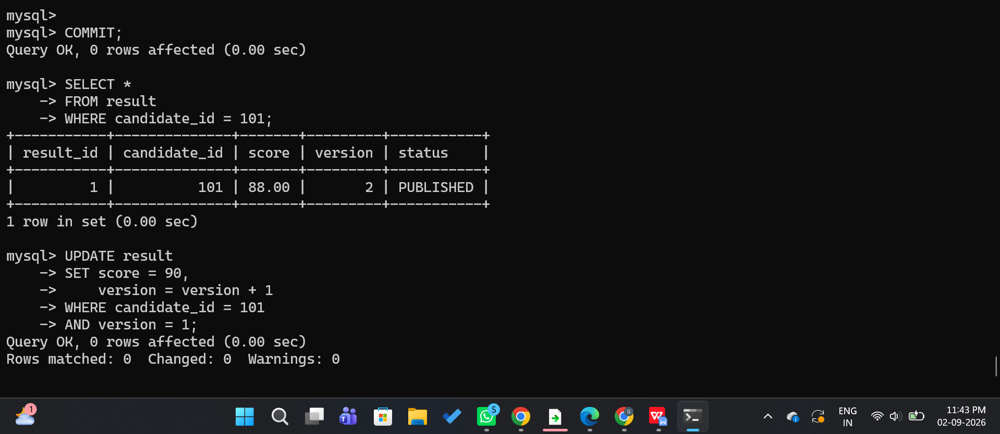 mysql>
mysql> COMMIT;
Query OK, 0 rows affected (0.00 sec)
mysql> SELECT *
    -> FROM result
    -> WHERE candidate_id = 101;
+-----------+--------------+-------+---------+-----------+
| result_id | candidate_id | score | version | status    |
+-----------+--------------+-------+---------+-----------+
|         1 |          101 | 88.00 |       2 | PUBLISHED |
+-----------+--------------+-------+---------+-----------+
1 row in set (0.00 sec)
mysql> UPDATE result
    -> SET score = 90,
    ->     version = version + 1
    -> WHERE candidate_id = 101
    -> AND version = 1;
Query OK, 0 rows affected (0.00 sec)
Rows matched: 0  Changed: 0  Warnings: 0
1
T
5
G
W
i
ENG
IN
11:43 PM
02-09-2026